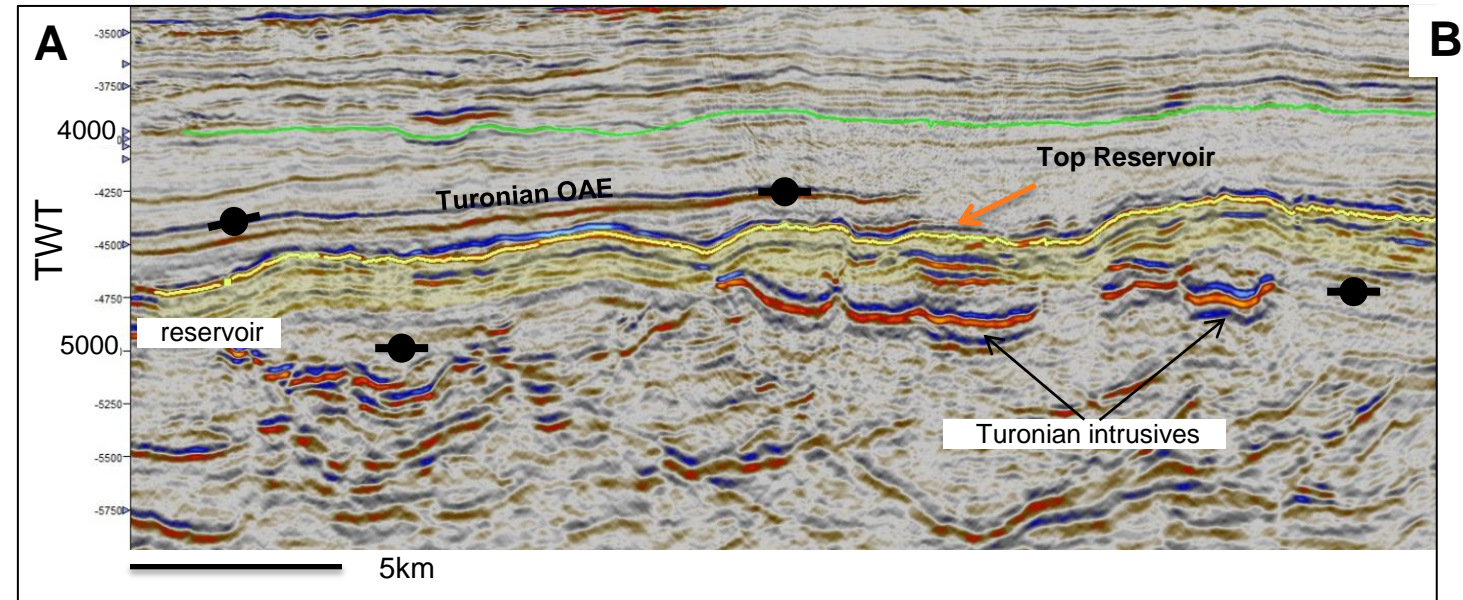 A
B
-3500
-3750
4000
-4250
Turonian OAE
Top Reservoir
TWT
-4500
-4750
reservoir
5000
-5250
Turonian intrusives
-5500
-5750
5km